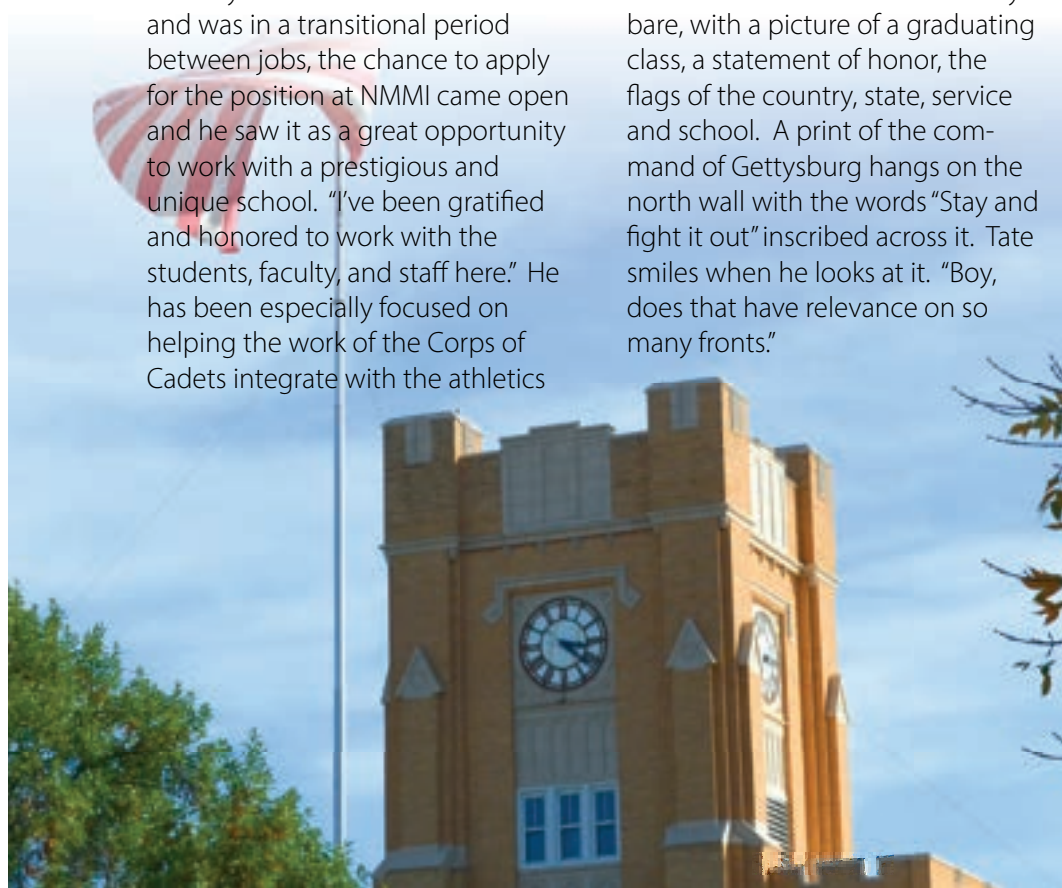 and was in a transitional period
between jobs, the chance to apply
for the position at NMMI came open
and he saw it as a great opportunity
to work with a prestigious and
unique school.  “I’ve been gratified
and honored to work with the
students, faculty, and staff here.”  He
has been especially focused on
helping the work of the Corps of
Cadets integrate with the athletics
bare, with a picture of a graduating
class, a statement of honor, the
flags of the country, state, service
and school.  A print of the com-
mand of Gettysburg hangs on the
north wall with the words “Stay and
fight it out” inscribed across it.  Tate
smiles when he looks at it.  “Boy,
does that have relevance on so
many fronts.”